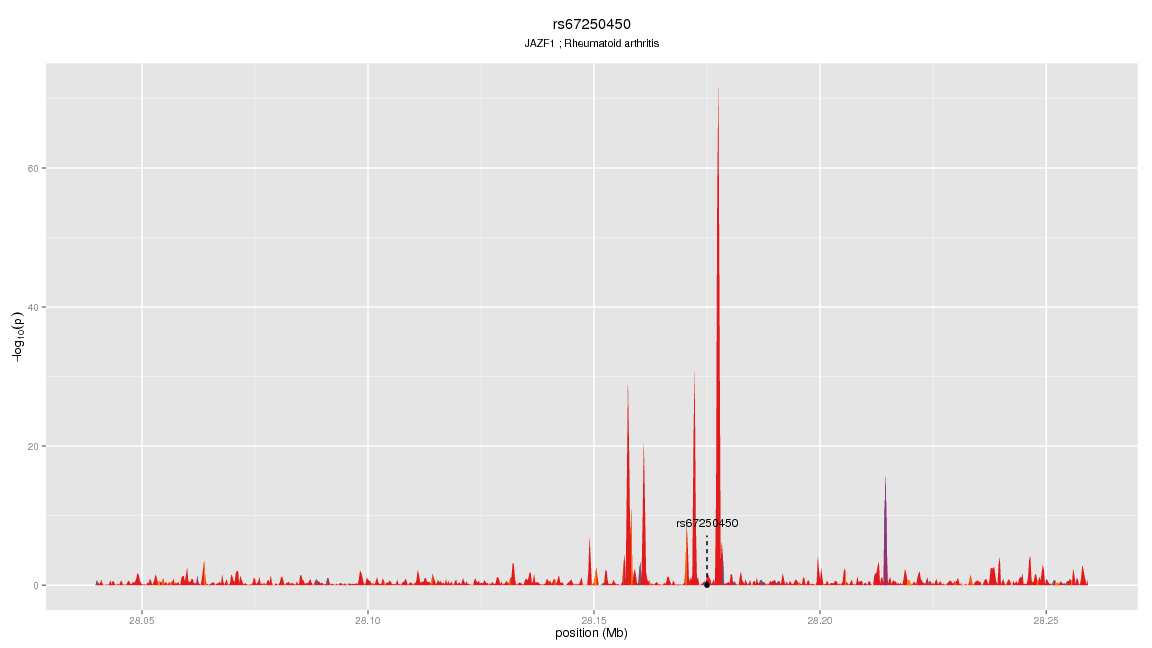 rs67250450
JAZF1 ; Rheumatoid arthritis
−log10(p)
60
40
20
0
rs67250450
28.05
28.10
28.15
28.20
28.25
position (Mb)